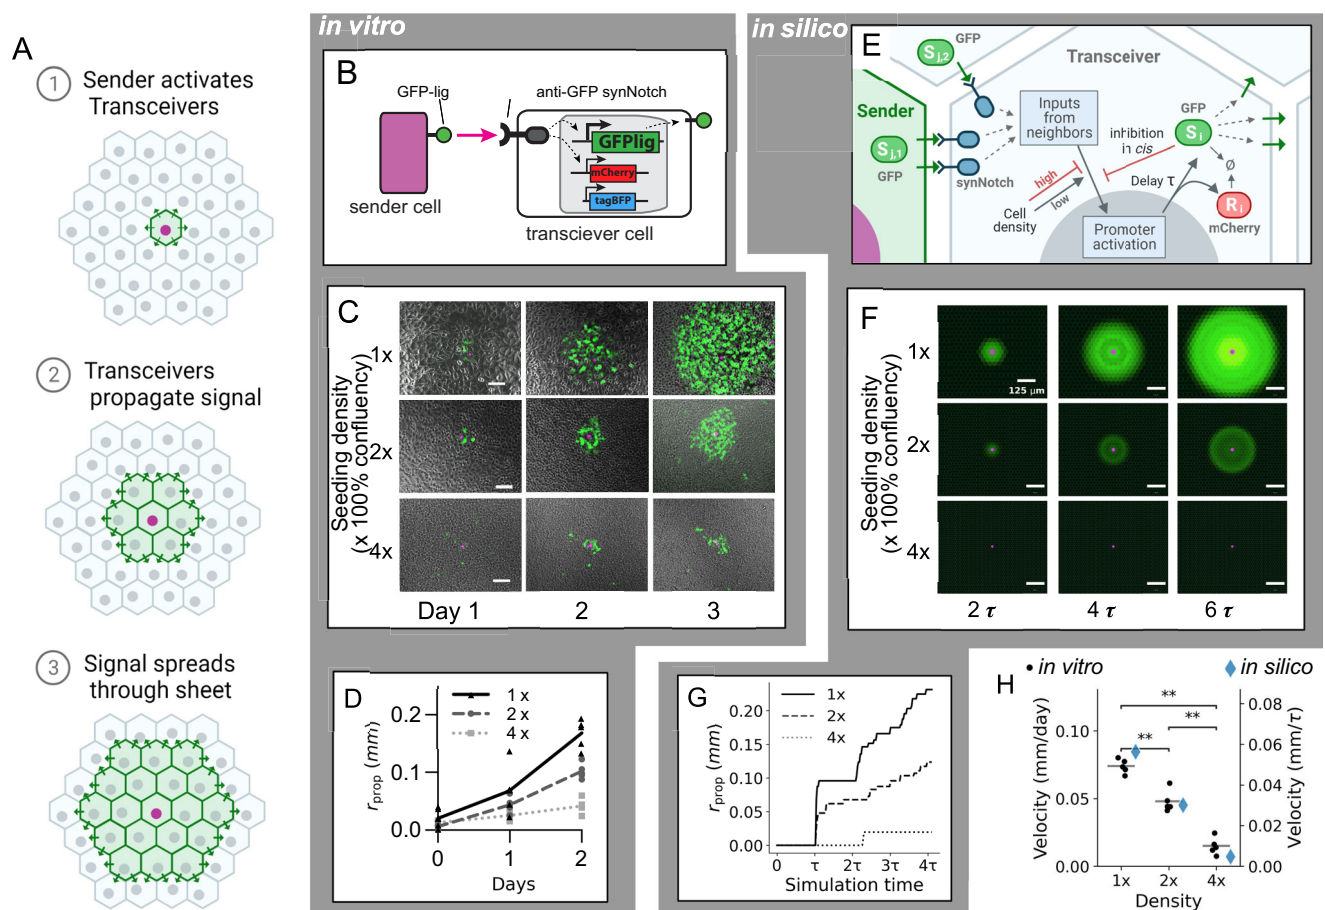 A
1
Sender activates
Transceivers
2
Transceivers
propagate signal
3
Signal spreads
through sheet
in vitro
B
GFP-lig
anti-GFP synNotch
GFPlig
mCherry
tagBFP
sender cell
transciever cell
C
Seeding density
(x 100% confluency)
1x
2x
4x
Day 1
2
3
D
1 x
2 x
4 x
r prop (mm)
0.2
0.1
0.0
0
1
2
Days
in silico
E
S j,2
GFP
Transceiver
Sender
S j,1
GFP
synNotch
Inputs
from
neighbors
inhibition
in cis
GFP
S i
Ø
high
low
Cell
density
Delay τ
R i
mCherry
Promoter
activation
F
Seeding density
(x 100% confluency)
1x
2x
4x
125 μm
2 τ
4 τ
6 τ
G
1x
2x
4x
r prop (mm)
0.20
0.15
0.10
0.05
0.00
0
τ
2τ
3τ
4τ
Simulation time
H
in vitro
in silico
Velocity (mm/day)
0.10
0.05
0.00
**
**
**
0.08
0.06
0.04
0.02
0.00
Velocity (mm/τ)
1x
2x
4x
Density